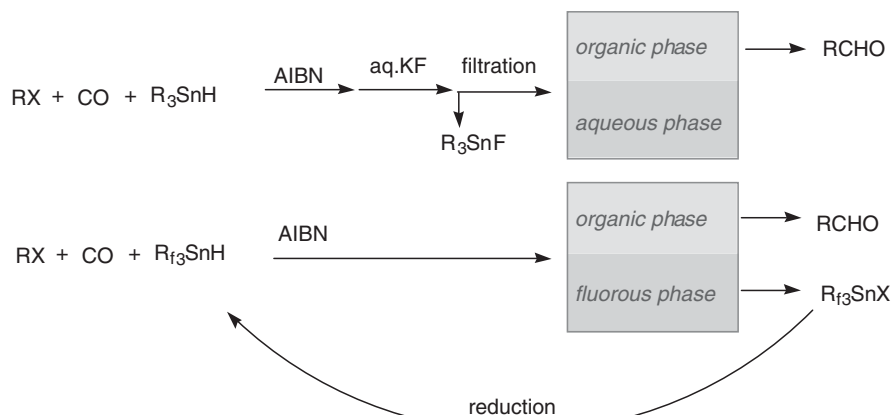 RX + CO + R₃SnH
AIBN
aq.KF
filtration
R₃SnF
organic phase
aqueous phase
RCHO
RX + CO + Rf₃SnH
AIBN
organic phase
fluorous phase
RCHO
Rf₃SnX
reduction